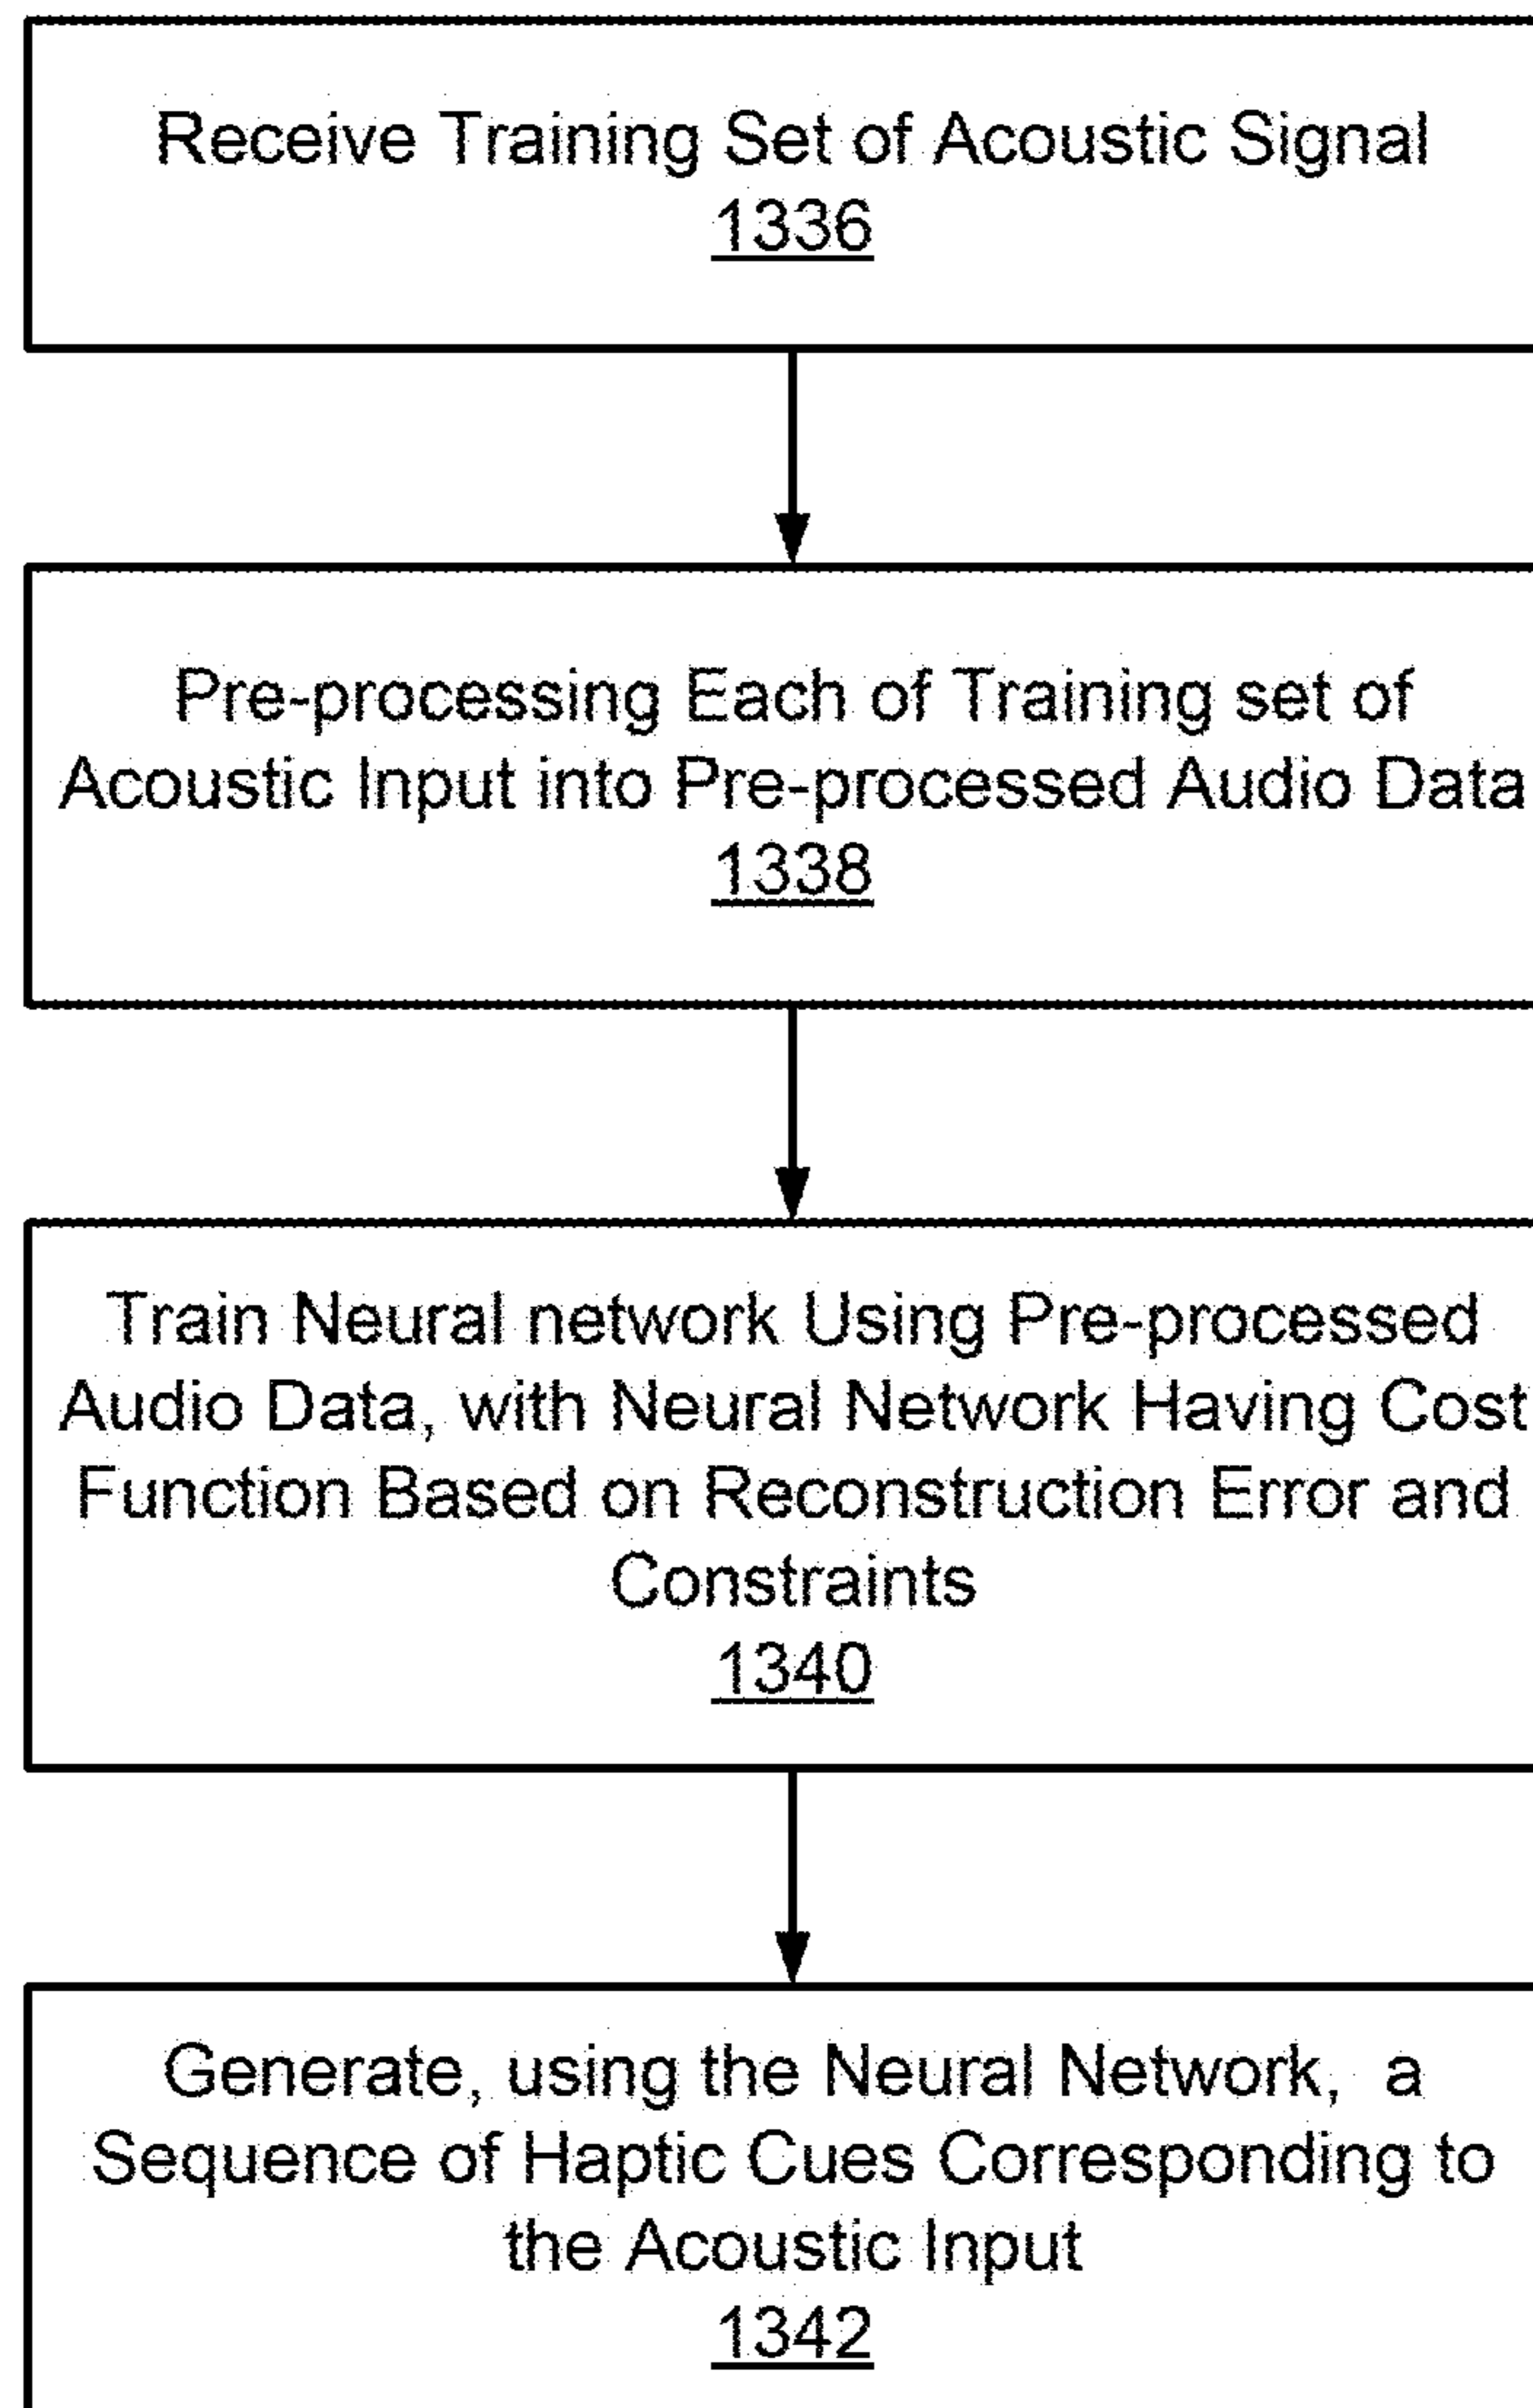 Receive Training Set of Acoustic Signal
1336
Pre-processing Each of Training set of
Acoustic Input into Pre-processed Audio Data
1338
Train Neural network Using Pre-processed
Audio Data, with Neural Network Having Cost
Function Based on Reconstruction Error and
Constraints
1340
Generate, using the Neural Network, a
Sequence of Haptic Cues Corresponding to
the Acoustic Input
1342